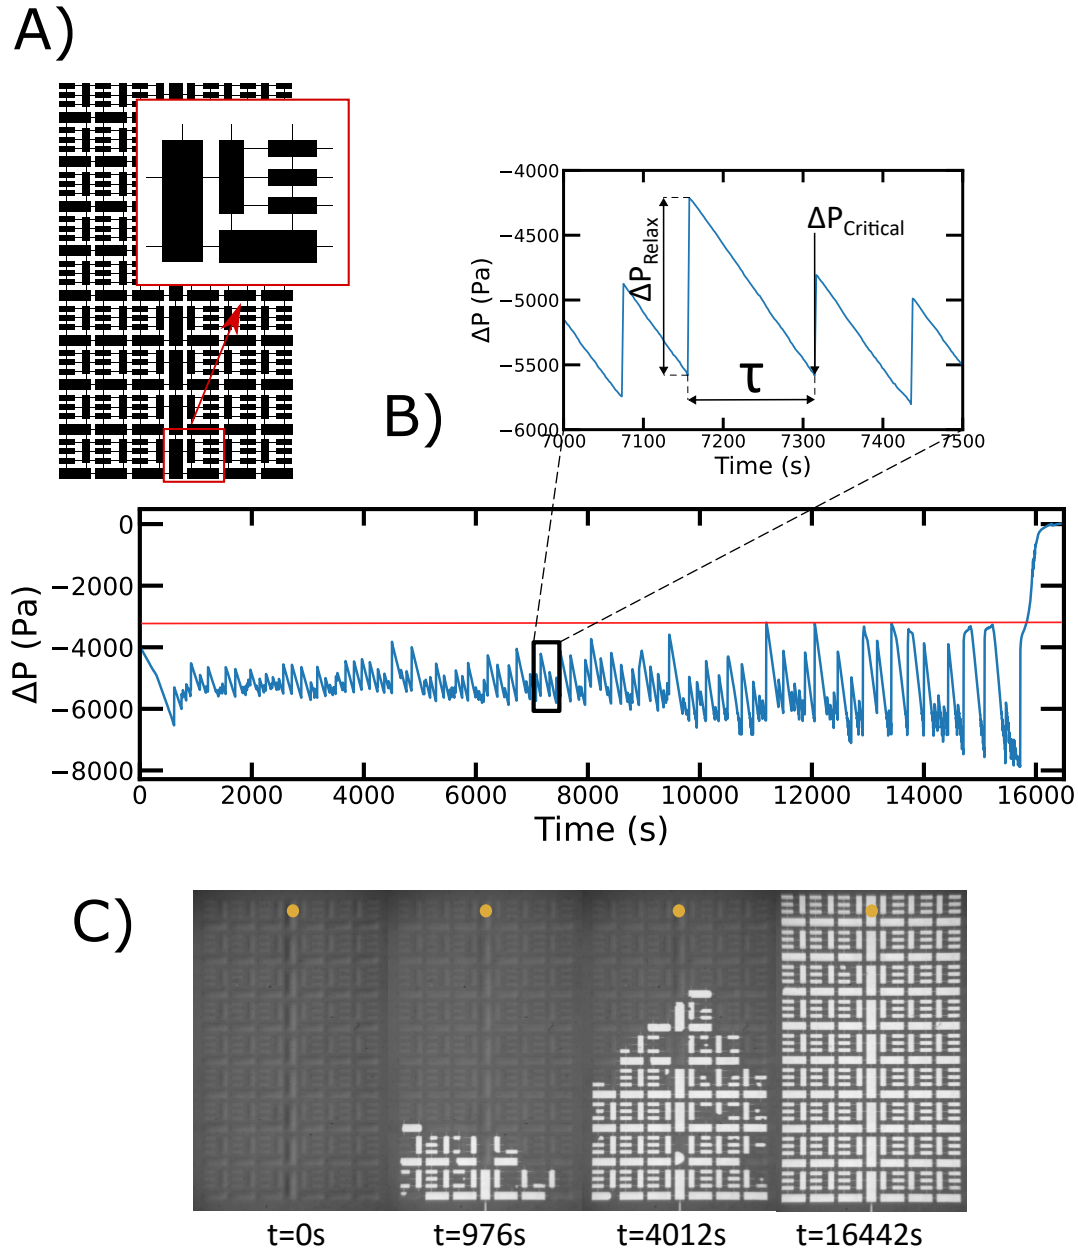 A)
−4000
−4500
−5000
−5500
−6000
ΔP (Pa)
ΔP_Relax
ΔP_Critical
τ
7000 7100 7200 7300 7400 7500
Time (s)
B)
0
−2000
−4000
−6000
−8000
ΔP (Pa)
0 2000 4000 6000 8000 10000 12000 14000 16000
Time (s)
C)
t=0s t=976s t=4012s t=16442s